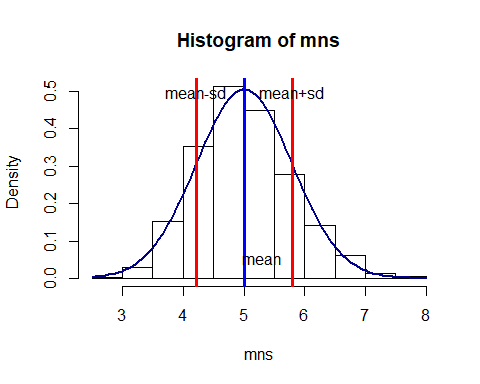 Histogram of mns
mean-sd
mean+sd
mean
Density
0.0 0.1 0.2 0.3 0.4 0.5
3 4 5 6 7 8
mns